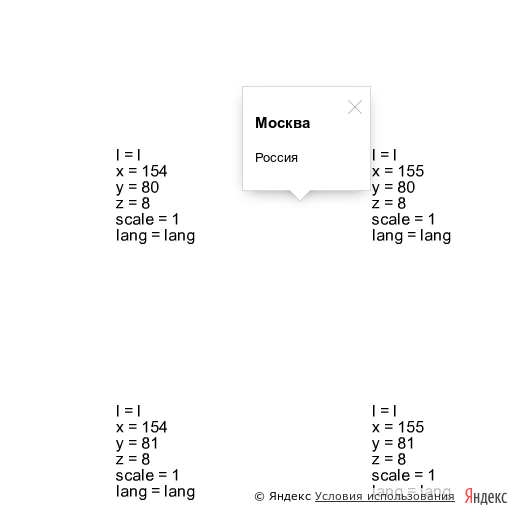 Москва
Россия
l = l
x = 154
y = 80
z = 8
scale = 1
lang = lang
l = l
x = 155
y = 80
z = 8
scale = 1
lang = lang
l = l
x = 154
y = 81
z = 8
scale = 1
lang = lang
l = l
x = 155
y = 81
z = 8
scale = 1
lang = lang
© Яндекс Условия использования Яндекс